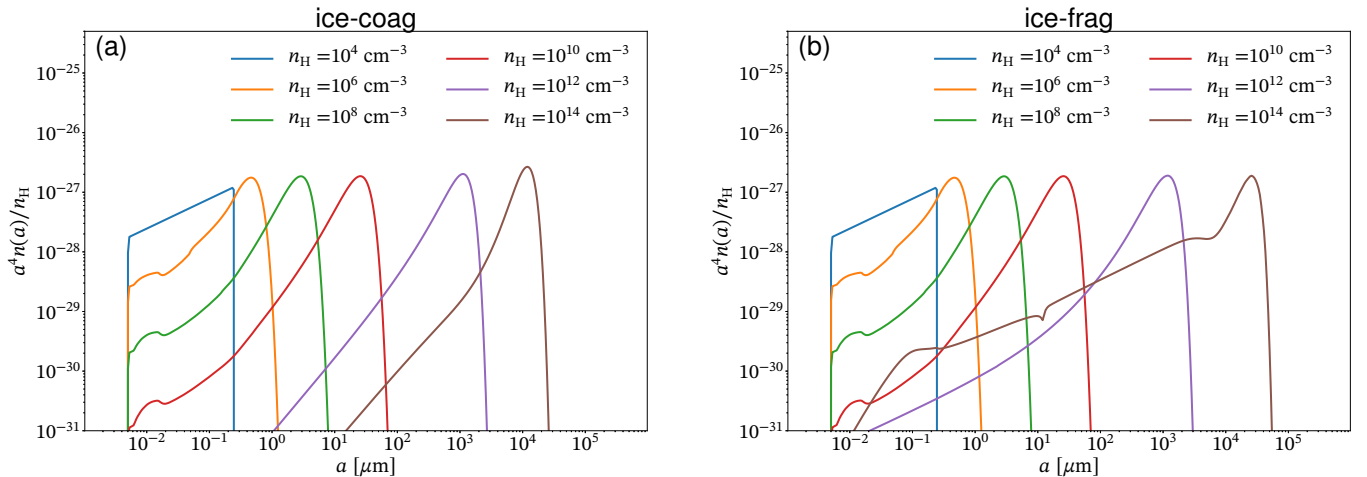 ice-coag
(a)
n_H =10^4 cm^−3
n_H =10^6 cm^−3
n_H =10^8 cm^−3
n_H =10^10 cm^−3
n_H =10^12 cm^−3
n_H =10^14 cm^−3
a^4n(a)/n_H
10^−25
10^−26
10^−27
10^−28
10^−29
10^−30
10^−31
10^−2 10^−1 10^0 10^1 10^2 10^3 10^4 10^5
a [μm]
ice-frag
(b)
n_H =10^4 cm^−3
n_H =10^6 cm^−3
n_H =10^8 cm^−3
n_H =10^10 cm^−3
n_H =10^12 cm^−3
n_H =10^14 cm^−3
a^4n(a)/n_H
10^−25
10^−26
10^−27
10^−28
10^−29
10^−30
10^−31
10^−2 10^−1 10^0 10^1 10^2 10^3 10^4 10^5
a [μm]